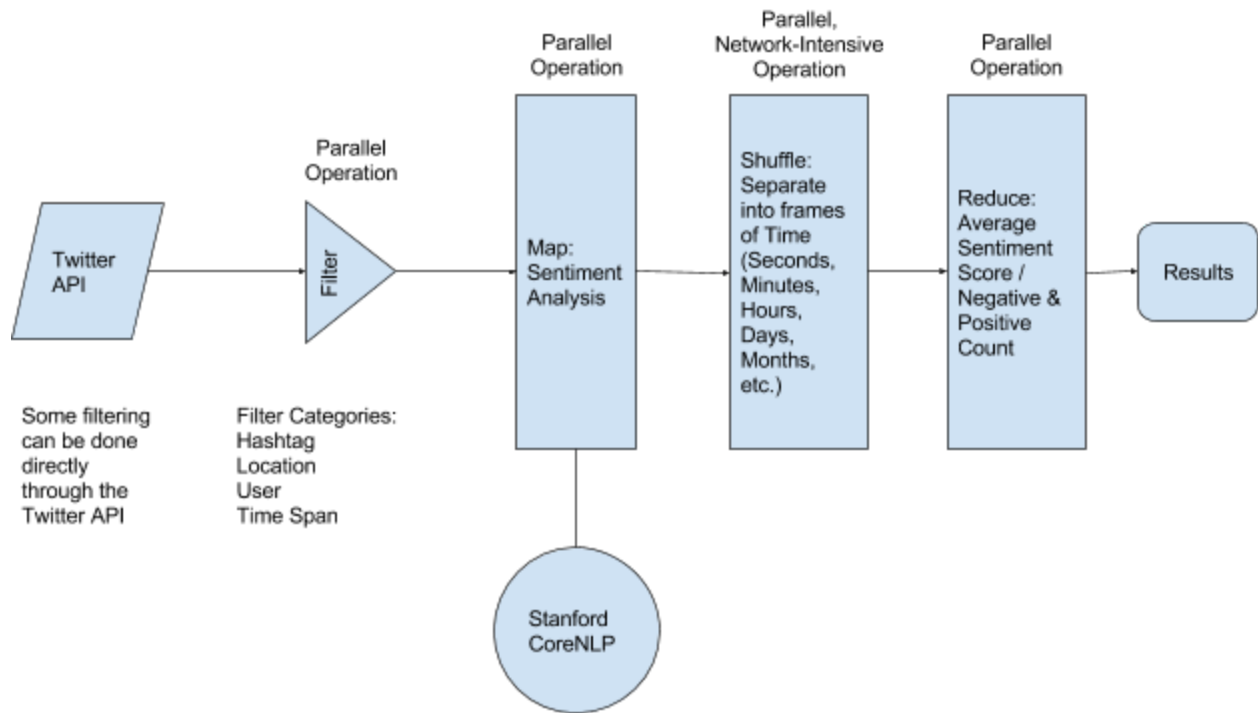 Parallel
Operation
Parallel,
Network-Intensive
Operation
Parallel
Operation
Parallel
Operation
Twitter
API
Filter
Map:
Sentiment
Analysis
Shuffle:
Separate
into frames
of Time
(Seconds,
Minutes,
Hours,
Days,
Months,
etc.)
Reduce:
Average
Sentiment
Score /
Negative &
Positive
Count
Results
Some filtering
can be done
directly
through the
Twitter API
Filter Categories:
Hashtag
Location
User
Time Span
Stanford
CoreNLP